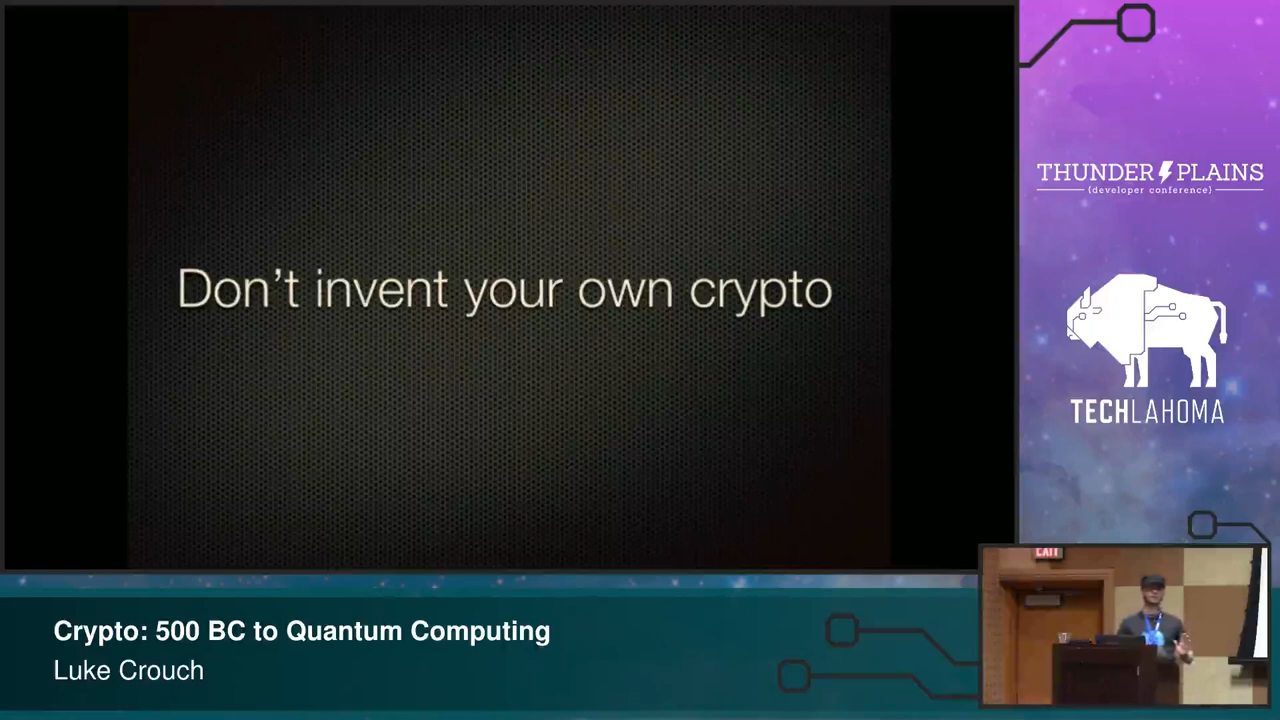 Don't invent your own crypto
THUNDER PLAINS
{developer conference}
TECHLAHOMA
EXIT
Crypto: 500 BC to Quantum Computing
Luke Crouch